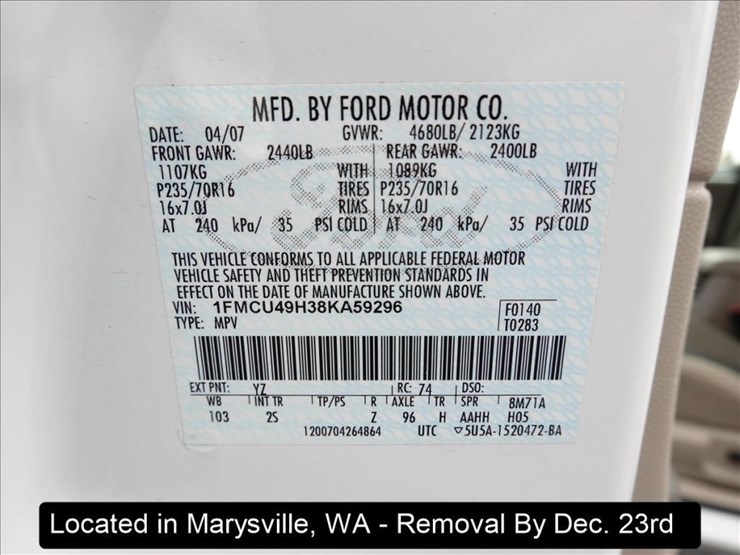 MFD. BY FORD MOTOR CO.
DATE: 04/07 GVWR: 4680LB/ 2123KG
FRONT GAWR: 2440LB REAR GAWR: 2400LB
1107KG WITH 1089KG WITH
P235/70R16 TIRES P235/70R16 TIRES
16x7.0J RIMS 16x7.0J RIMS
AT 240 kPa/ 35 PSI COLD AT 240 kPa/ 35 PSI COLD
Ford
THIS VEHICLE CONFORMS TO ALL APPLICABLE FEDERAL MOTOR
VEHICLE SAFETY AND THEFT PREVENTION STANDARDS IN
EFFECT ON THE DATE OF MANUFACTURE SHOWN ABOVE.
VIN: 1FMCU49H38KA59296 F0140
TYPE: MPV T0283
EXT PNT: YZ RC: 74 DSO:
WB INT TR TP/PS R AXLE TR SPR 8M71A
103 2S Z 96 H AAHH H05
1200704264864 UTC ▽5U5A-1520472-BA
Located in Marysville, WA - Removal By Dec. 23rd